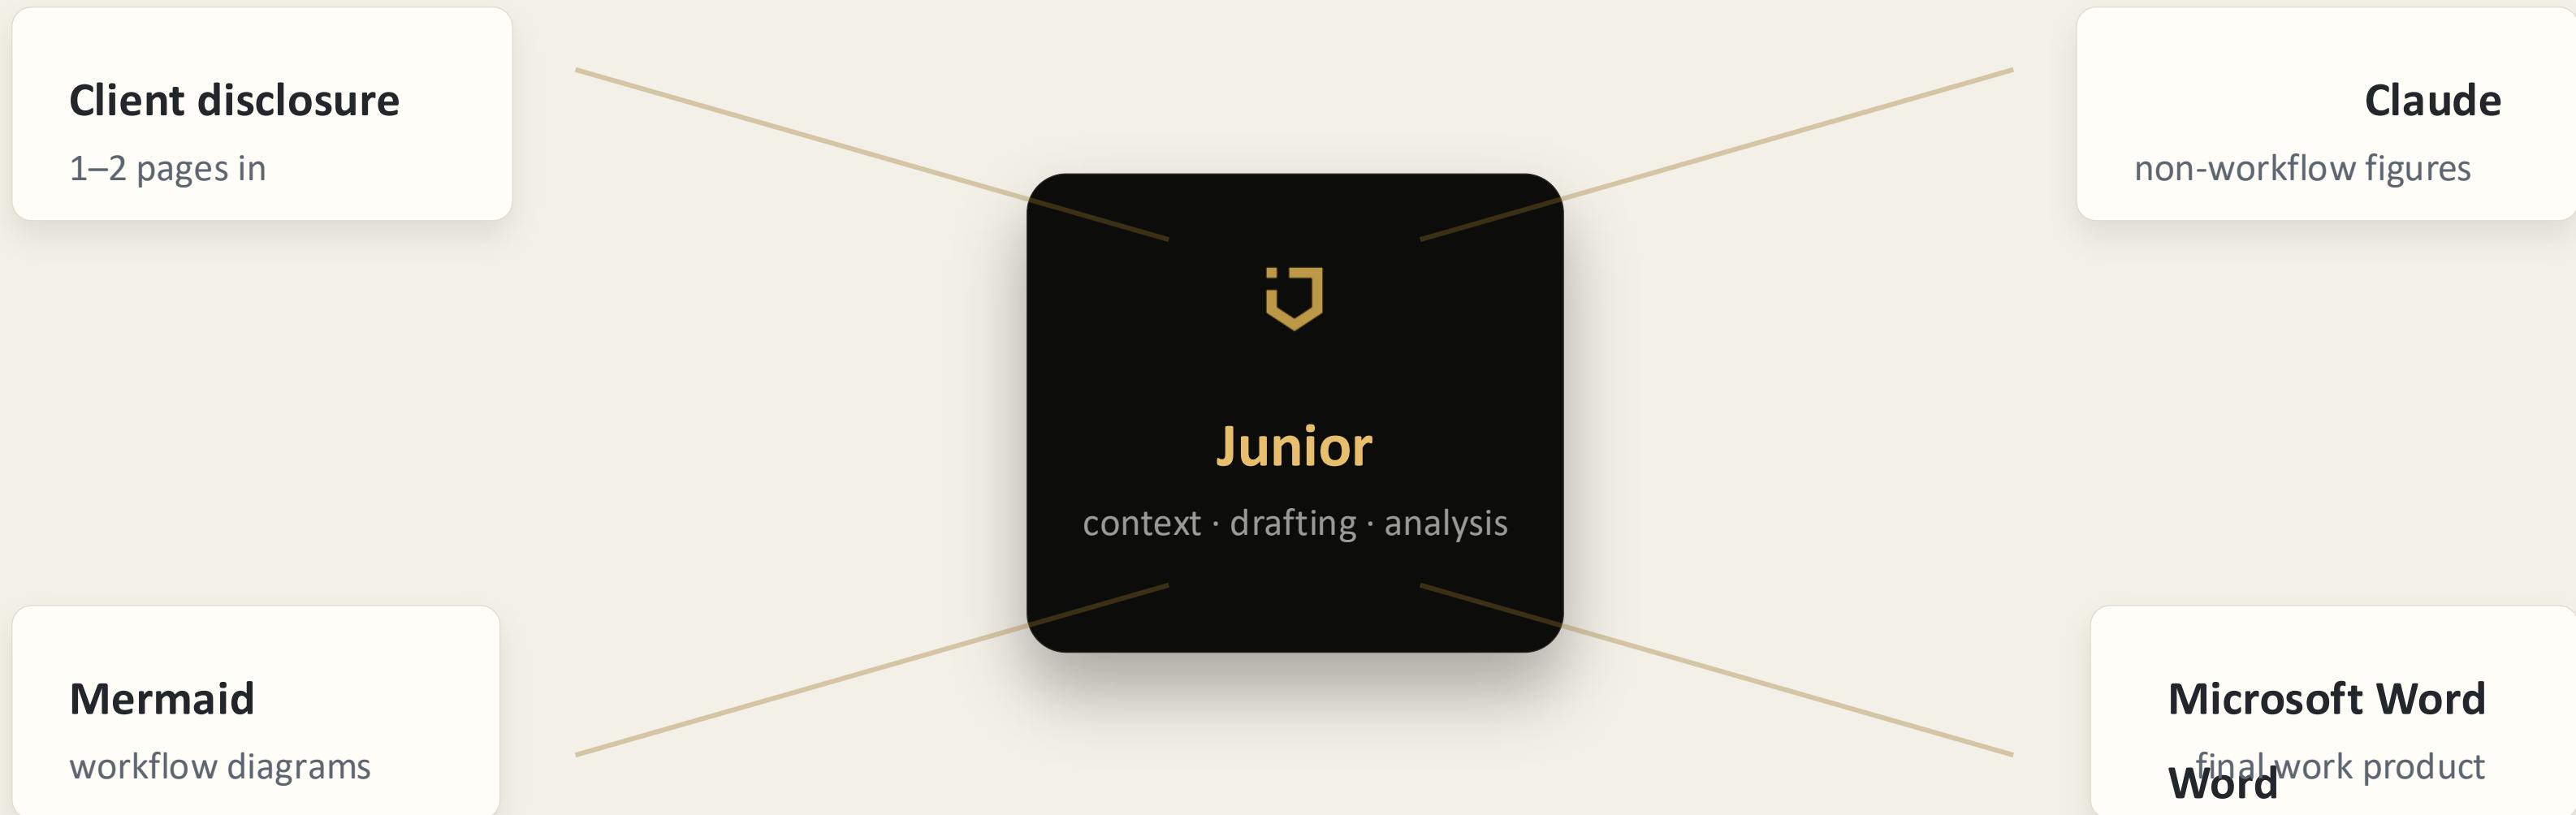 Client disclosure
1–2 pages in
Claude
non-workflow figures
Junior
context · drafting · analysis
Mermaid
workflow diagrams
Microsoft Word
final work product
Word